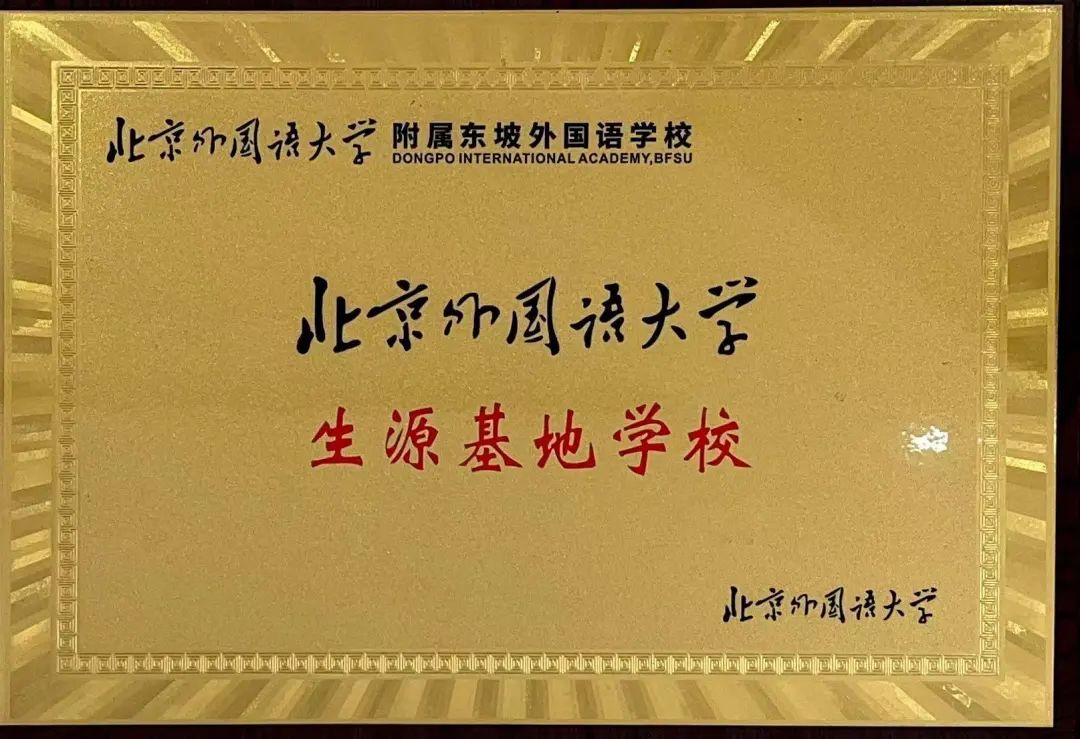 北京外国语大学 附属东坡外国语学校
DONGPO INTERNATIONAL ACADEMY,BFSU
北京外国语大学
生源基地学校
北京外国语大学